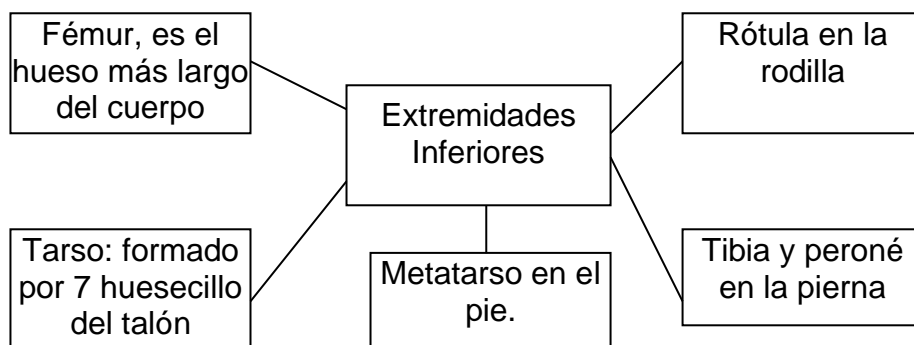 Fémur, es el
hueso más largo
del cuerpo
Rótula en la
rodilla
Extremidades
Inferiores
Tarso: formado
por 7 huesecillo
del talón
Metatarso en el
pie.
Tibia y peroné
en la pierna